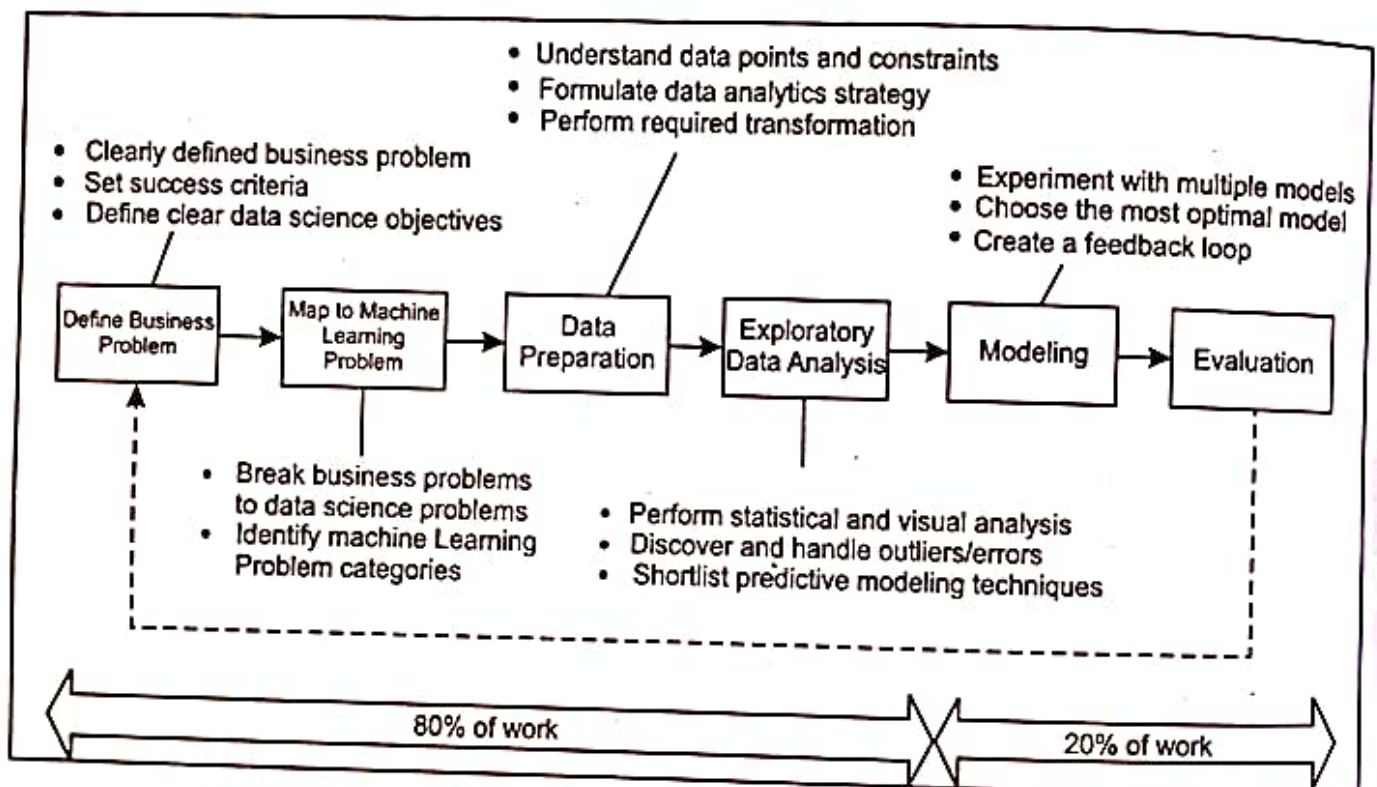 • Understand data points and constraints
• Formulate data analytics strategy
• Perform required transformation
• Clearly defined business problem
• Set success criteria
• Define clear data science objectives
• Experiment with multiple models
• Choose the most optimal model
• Create a feedback loop
Define Business
Problem
Map to Machine
Learning
Problem
Data
Preparation
Exploratory
Data Analysis
Modeling
Evaluation
• Break business problems
to data science problems
• Identify machine Learning
Problem categories
• Perform statistical and visual analysis
• Discover and handle outliers/errors
• Shortlist predictive modeling techniques
80% of work
20% of work